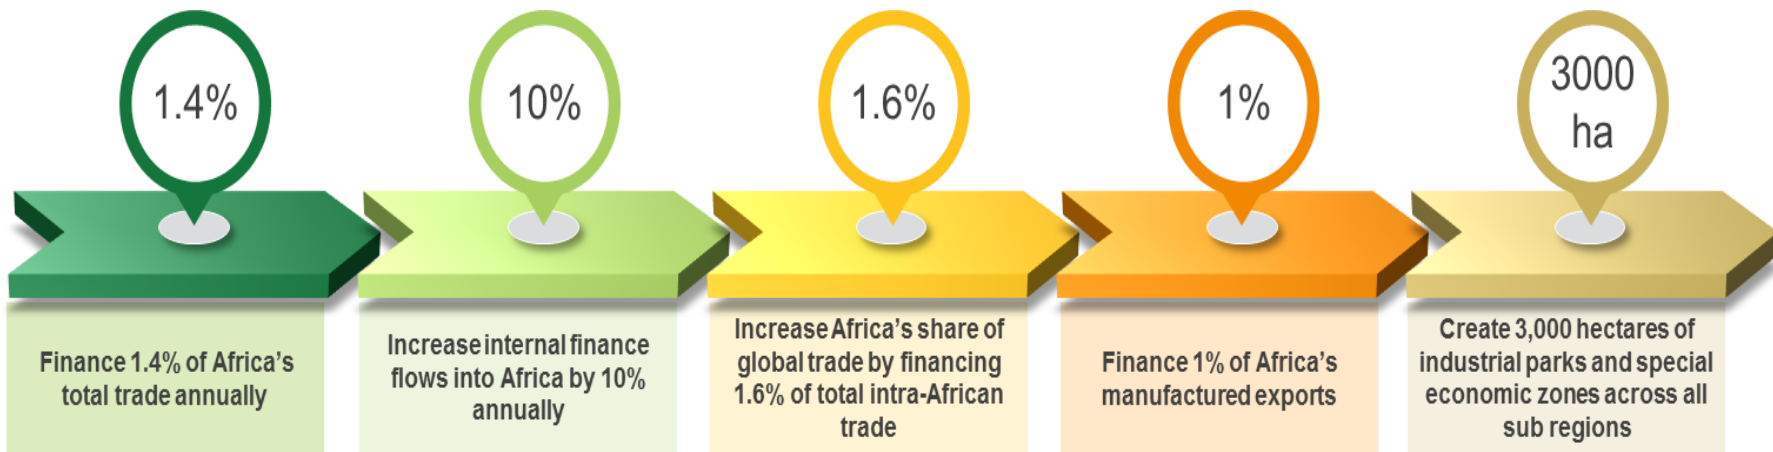 1.4%
10%
1.6%
1%
3000
ha
Finance 1.4% of Africa's
total trade annually
Increase internal finance
flows into Africa by 10%
annually
Increase Africa's share of
global trade by financing
1.6% of total intra-African
trade
Finance 1% of Africa's
manufactured exports
Create 3,000 hectares of
industrial parks and special
economic zones across all
sub regions